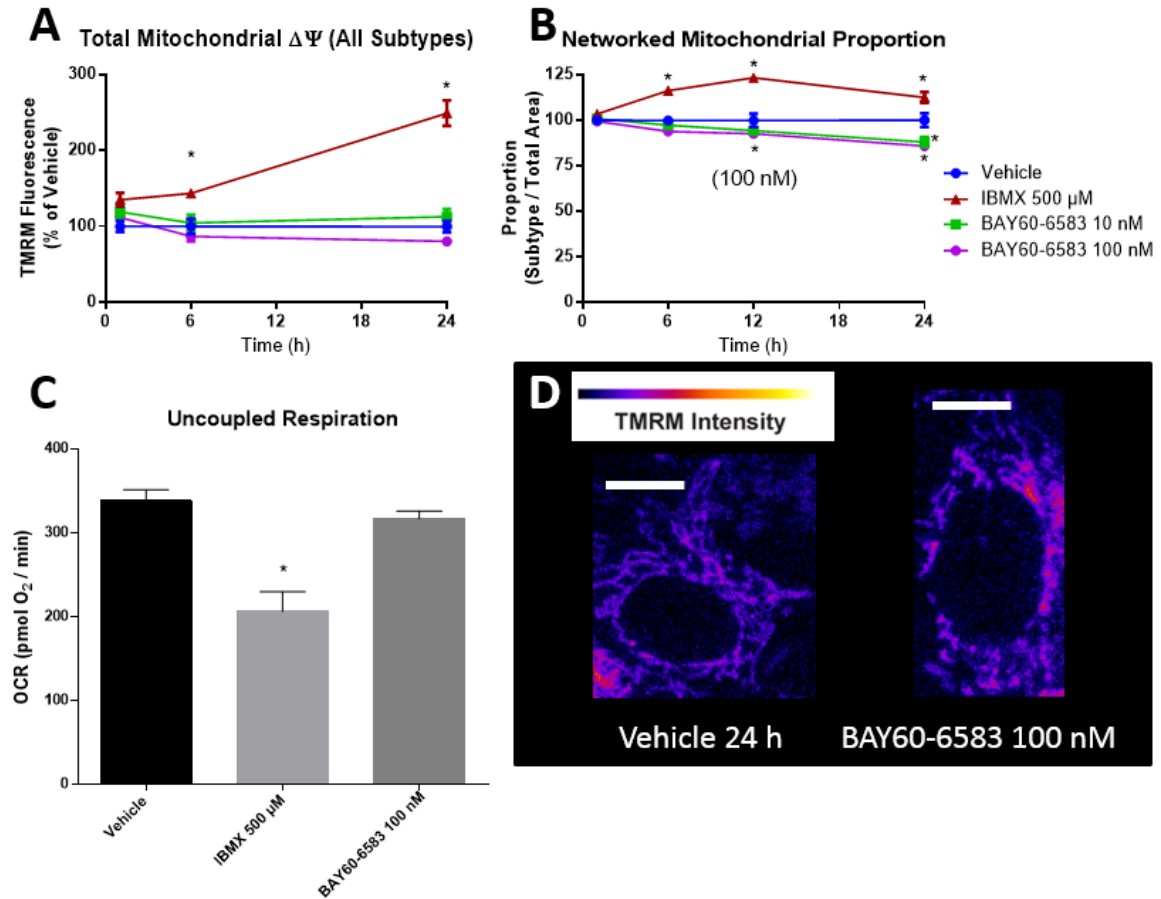 A
Total Mitochondrial ΔΨ (All Subtypes)
TMRM Fluorescence
(% of Vehicle)
300
200
100
0
*
*
0
6
12
18
24
Time (h)
B
Networked Mitochondrial Proportion
Proportion
(Subtype / Total Area)
125
100
75
50
25
0
*
*
*
*
*
*
(100 nM)
0
6
12
18
24
Time (h)
Vehicle
IBMX 500 µM
BAY60-6583 10 nM
BAY60-6583 100 nM
C
Uncoupled Respiration
OCR (pmol O₂ / min)
400
300
200
100
0
*
Vehicle
IBMX 500 µM
BAY60-6583 100 nM
D
TMRM Intensity
Vehicle 24 h
BAY60-6583 100 nM